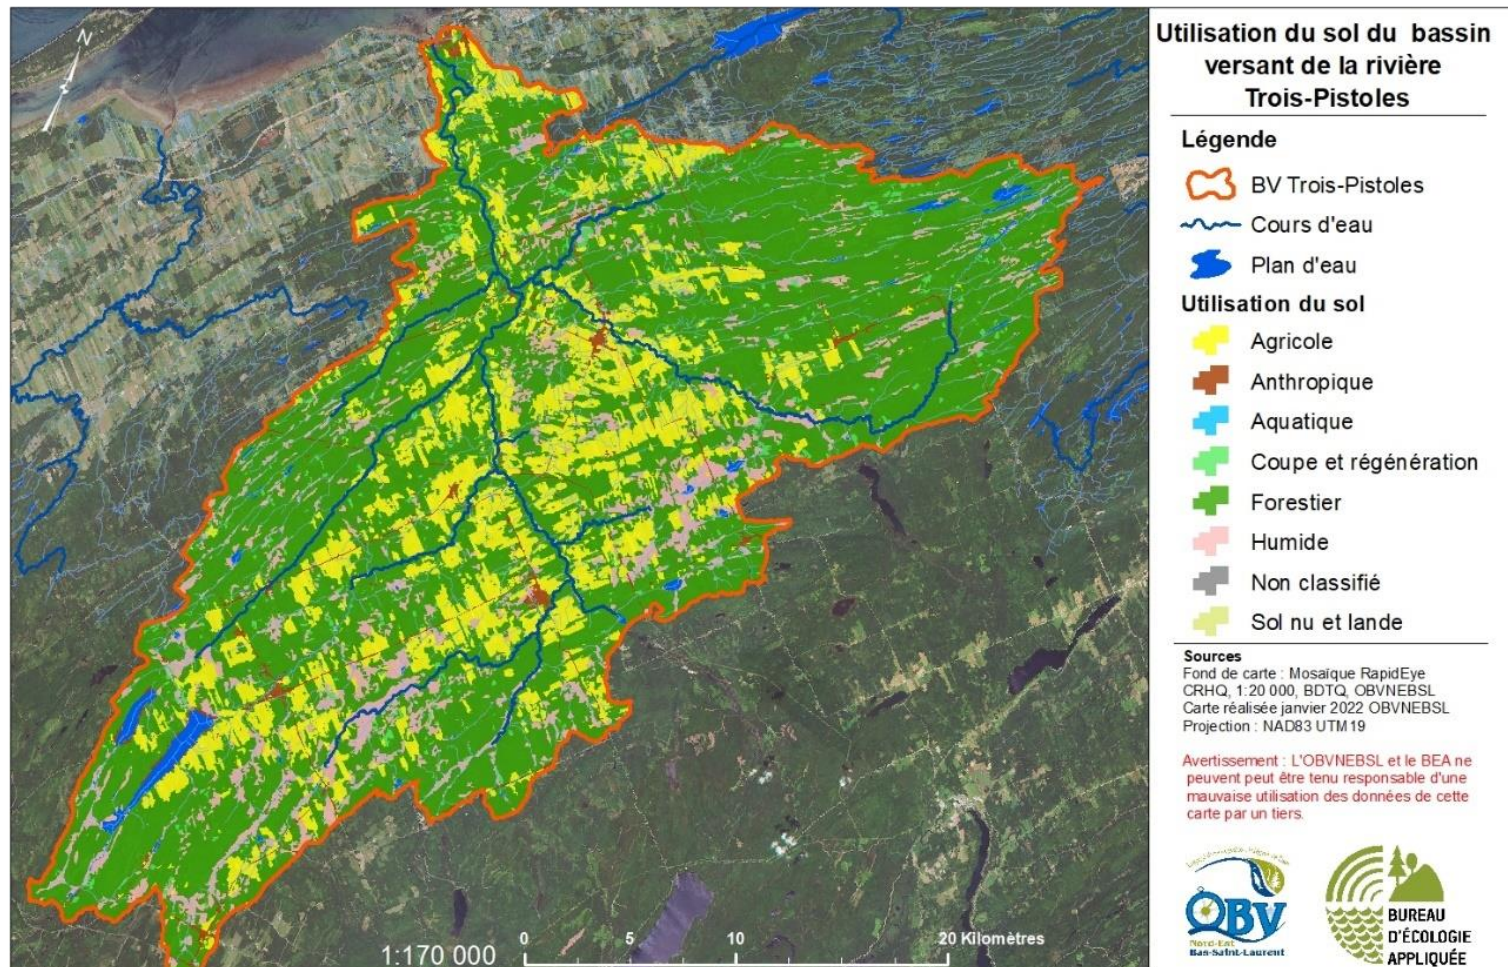 N
Utilisation du sol du bassin
versant de la rivière
Trois-Pistoles
Légende
BV Trois-Pistoles
Cours d'eau
Plan d'eau
Utilisation du sol
Agricole
Anthropique
Aquatique
Coupe et régénération
Forestier
Humide
Non classifié
Sol nu et lande
Sources
Fond de carte : Mosaïque RapidEye
CRHQ, 1:20 000, BDTQ, OBVNEBSL
Carte réalisée janvier 2022 OBVNEBSL
Projection : NAD83 UTM19
Avertissement : L'OBVNEBSL et le BEA ne
peuvent peut être tenu responsable d'une
mauvaise utilisation des données de cette
carte par un tiers.
OBV
Nord-Est
Bas-Saint-Laurent
BUREAU
D'ÉCOLOGIE
APPLIQUÉE
1:170 000
0 5 10 20 Kilomètres